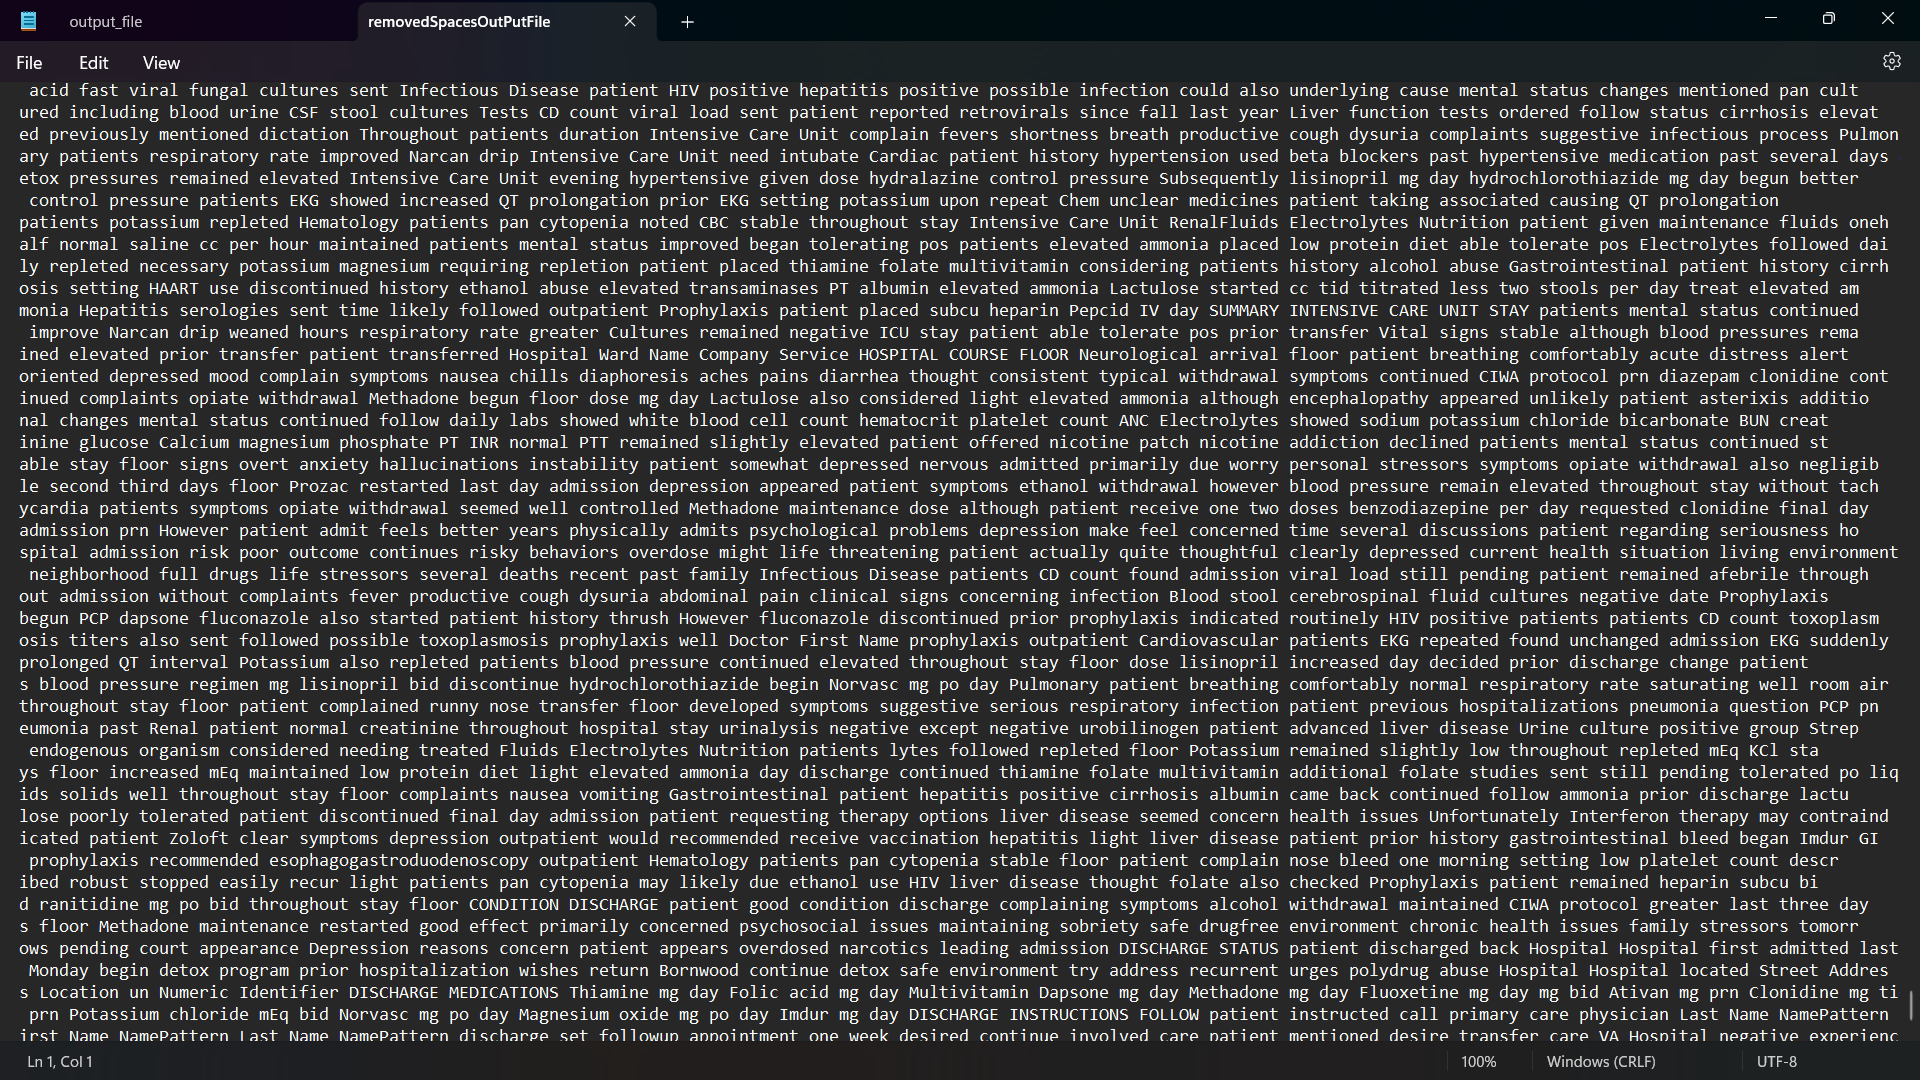 output_file
removedSpacesOutPutFile
File Edit View
acid fast viral fungal cultures sent Infectious Disease patient HIV positive hepatitis positive possible infection could also underlying cause mental status changes mentioned pan cult
ured including blood urine CSF stool cultures Tests CD count viral load sent patient reported retrovirals since fall last year Liver function tests ordered follow status cirrhosis elevat
ed previously mentioned dictation Throughout patients duration Intensive Care Unit complain fevers shortness breath productive cough dysuria complaints suggestive infectious process Pulmon
ary patients respiratory rate improved Narcan drip Intensive Care Unit need intubate Cardiac patient history hypertension used beta blockers past hypertensive medication past several days
etox pressures remained elevated Intensive Care Unit evening hypertensive given dose hydralazine control pressure Subsequently lisinopril mg day hydrochlorothiazide mg day begun better
control pressure patients EKG showed increased QT prolongation prior EKG setting potassium upon repeat Chem unclear medicines patient taking associated causing QT prolongation
patients potassium repleted Hematology patients pan cytopenia noted CBC stable throughout stay Intensive Care Unit RenalFluids Electrolytes Nutrition patient given maintenance fluids oneh
alf normal saline cc per hour maintained patients mental status improved began tolerating pos patients elevated ammonia placed low protein diet able tolerate pos Electrolytes followed dai
ly repleted necessary potassium magnesium requiring repletion patient placed thiamine folate multivitamin considering patients history alcohol abuse Gastrointestinal patient history cirrh
osis setting HAART use discontinued history ethanol abuse elevated transaminases PT albumin elevated ammonia Lactulose started cc tid titrated less two stools per day treat elevated am
monia Hepatitis serologies sent time likely followed outpatient Prophylaxis patient placed subcu heparin Pepcid IV day SUMMARY INTENSIVE CARE UNIT STAY patients mental status continued
improve Narcan drip weaned hours respiratory rate greater Cultures remained negative ICU stay patient able tolerate pos prior transfer Vital signs stable although blood pressures rema
ined elevated prior transfer patient transferred Hospital Ward Name Company Service HOSPITAL COURSE FLOOR Neurological arrival floor patient breathing comfortably acute distress alert
oriented depressed mood complain symptoms nausea chills diaphoresis aches pains diarrhea thought consistent typical withdrawal symptoms continued CIWA protocol prn diazepam clonidine cont
inued complaints opiate withdrawal Methadone begun floor dose mg day Lactulose also considered light elevated ammonia although encephalopathy appeared unlikely patient asterixis additio
nal changes mental status continued follow daily labs showed white blood cell count hematocrit platelet count ANC Electrolytes showed sodium potassium chloride bicarbonate BUN creat
inine glucose Calcium magnesium phosphate PT INR normal PTT remained slightly elevated patient offered nicotine patch nicotine addiction declined patients mental status continued st
able stay floor signs overt anxiety hallucinations instability patient somewhat depressed nervous admitted primarily due worry personal stressors symptoms opiate withdrawal also negligib
le second third days floor Prozac restarted last day admission depression appeared patient symptoms ethanol withdrawal however blood pressure remain elevated throughout stay without tach
ycardia patients symptoms opiate withdrawal seemed well controlled Methadone maintenance dose although patient receive one two doses benzodiazepine per day requested clonidine final day
admission prn However patient admit feels better years physically admits psychological problems depression make feel concerned time several discussions patient regarding seriousness ho
spital admission risk poor outcome continues risky behaviors overdose might life threatening patient actually quite thoughtful clearly depressed current health situation living environment
neighborhood full drugs life stressors several deaths recent past family Infectious Disease patients CD count found admission viral load still pending patient remained afebrile through
out admission without complaints fever productive cough dysuria abdominal pain clinical signs concerning infection Blood stool cerebrospinal fluid cultures negative date Prophylaxis
begun PCP dapsone fluconazole also started patient history thrush However fluconazole discontinued prior prophylaxis indicated routinely HIV positive patients patients CD count toxoplasm
osis titers also sent followed possible toxoplasmosis prophylaxis well Doctor First Name prophylaxis outpatient Cardiovascular patients EKG repeated found unchanged admission EKG suddenly
prolonged QT interval Potassium also repleted patients blood pressure continued elevated throughout stay floor dose lisinopril increased day decided prior discharge change patient
s blood pressure regimen mg lisinopril bid discontinue hydrochlorothiazide begin Norvasc mg po day Pulmonary patient breathing comfortably normal respiratory rate saturating well room air
throughout stay floor patient complained runny nose transfer floor developed symptoms suggestive serious respiratory infection patient previous hospitalizations pneumonia question PCP pn
eumonia past Renal patient normal creatinine throughout hospital stay urinalysis negative except negative urobilinogen patient advanced liver disease Urine culture positive group Strep
endogenous organism considered needing treated Fluids Electrolytes Nutrition patients lytes followed repleted floor Potassium remained slightly low throughout repleted mEq KCl sta
ys floor increased mEq maintained low protein diet light elevated ammonia day discharge continued thiamine folate multivitamin additional folate studies sent still pending tolerated po liq
ids solids well throughout stay floor complaints nausea vomiting Gastrointestinal patient hepatitis positive cirrhosis albumin came back continued follow ammonia prior discharge lactu
lose poorly tolerated patient discontinued final day admission patient requesting therapy options liver disease seemed concern health issues Unfortunately Interferon therapy may contraind
icated patient Zoloft clear symptoms depression outpatient would recommended receive vaccination hepatitis light liver disease patient prior history gastrointestinal bleed began Imdur GI
prophylaxis recommended esophagogastroduodenoscopy outpatient Hematology patients pan cytopenia stable floor patient complain nose bleed one morning setting low platelet count descr
ibed robust stopped easily recur light patients pan cytopenia may likely due ethanol use HIV liver disease thought folate also checked Prophylaxis patient remained heparin subcu bi
d ranitidine mg po bid throughout stay floor CONDITION DISCHARGE patient good condition discharge complaining symptoms alcohol withdrawal maintained CIWA protocol greater last three day
s floor Methadone maintenance restarted good effect primarily concerned psychosocial issues maintaining sobriety safe drugfree environment chronic health issues family stressors tomorr
ows pending court appearance Depression reasons concern patient appears overdosed narcotics leading admission DISCHARGE STATUS patient discharged back Hospital Hospital first admitted last
Monday begin detox program prior hospitalization wishes return Bornwood continue detox safe environment try address recurrent urges polydrug abuse Hospital Hospital located Street Addres
s Location un Numeric Identifier DISCHARGE MEDICATIONS Thiamine mg day Folic acid mg day Multivitamin Dapsone mg day Methadone mg day Fluoxetine mg day mg bid Ativan mg prn Clonidine mg ti
prn Potassium chloride mEq bid Norvasc mg po day Magnesium oxide mg po day Imdur mg day DISCHARGE INSTRUCTIONS FOLLOW patient instructed call primary care physician Last Name NamePattern
irst Name NamePattern Last Name NamePattern discharge set followup appointment one week desired continue involved care patient mentioned desire transfer care VA Hospital negative experienc
Ln 1, Col 1 100% Windows (CRLF) UTF-8